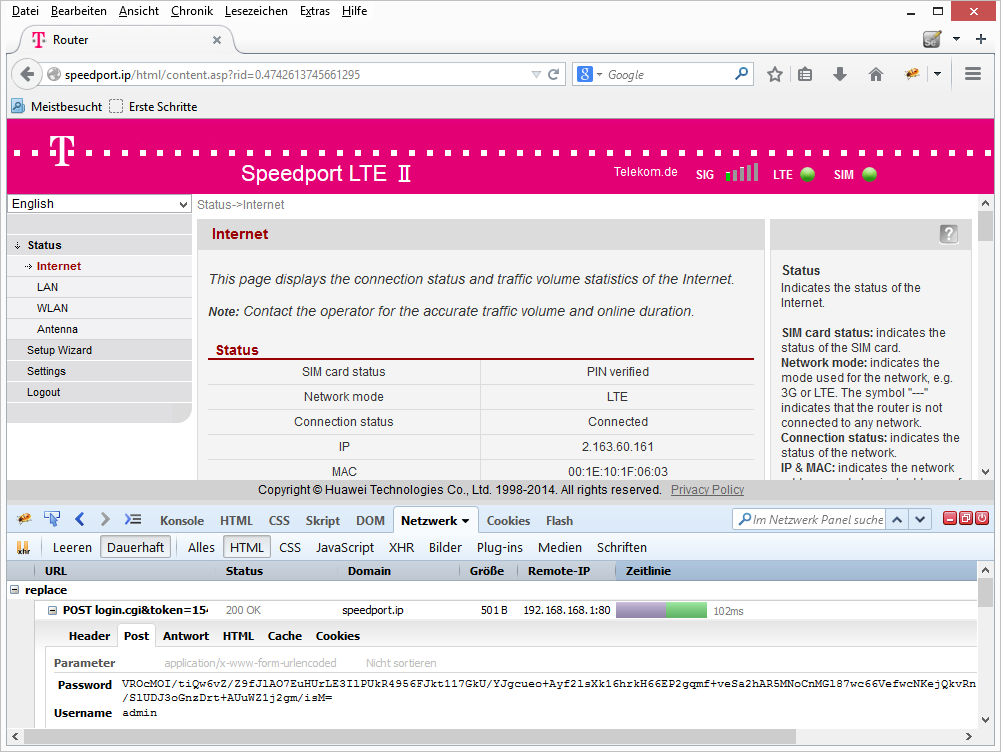 Datei Bearbeiten Ansicht Chronik Lesezeichen Extras Hilfe
T Router
Se
speedport.ip/html/content.asp?rid=0.4742613745661295
8 Google
Meistbesucht Erste Schritte
T
Speedport LTE II
Telekom.de SIG LTE SIM
English
Status->Internet
Status
Internet
LAN
WLAN
Antenna
Setup Wizard
Settings
Logout
Internet
This page displays the connection status and traffic volume statistics of the Internet.
Note: Contact the operator for the accurate traffic volume and online duration.
Status
SIM card status PIN verified
Network mode LTE
Connection status Connected
IP 2.163.60.161
MAC 00:1E:10:1F:06:03
?
Status
Indicates the status of the
Internet.
SIM card status: indicates the
status of the SIM card.
Network mode: indicates the
mode used for the network, e.g.
3G or LTE. The symbol "---"
indicates that the router is not
connected to any network.
Connection status: indicates the
status of the network.
IP & MAC: indicates the network
Copyright © Huawei Technologies Co., Ltd. 1998-2014. All rights reserved. Privacy Policy
Konsole HTML CSS Skript DOM Netzwerk Cookies Flash
Im Netzwerk Panel suche
xhr Leeren Dauerhaft Alles HTML CSS JavaScript XHR Bilder Plug-ins Medien Schriften
URL Status Domain Größe Remote-IP Zeitlinie
replace
POST login.cgi&token=154 200 OK speedport.ip 501 B 192.168.168.1:80 102ms
Header Post Antwort HTML Cache Cookies
Parameter application/x-www-form-urlencoded Nicht sortieren
Password VROcMOI/tiQw6vZ/Z9fJlAO7EuHUrLE3IlPUkR4956FJkt117GkU/YJgcueo+Ayf2lsXk16hrkH66EP2gqmf+veSa2hAR5MNoCnMGl87wc66VefwcNKejQkvRn
/SlUDJ3oGnzDrt+AUuWZ1j2gm/isM=
Username admin